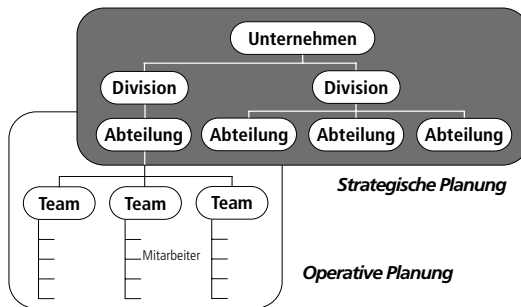 Unternehmen
Division Division
Abteilung Abteilung Abteilung Abteilung
Strategische Planung
Team Team Team
Mitarbeiter
Operative Planung